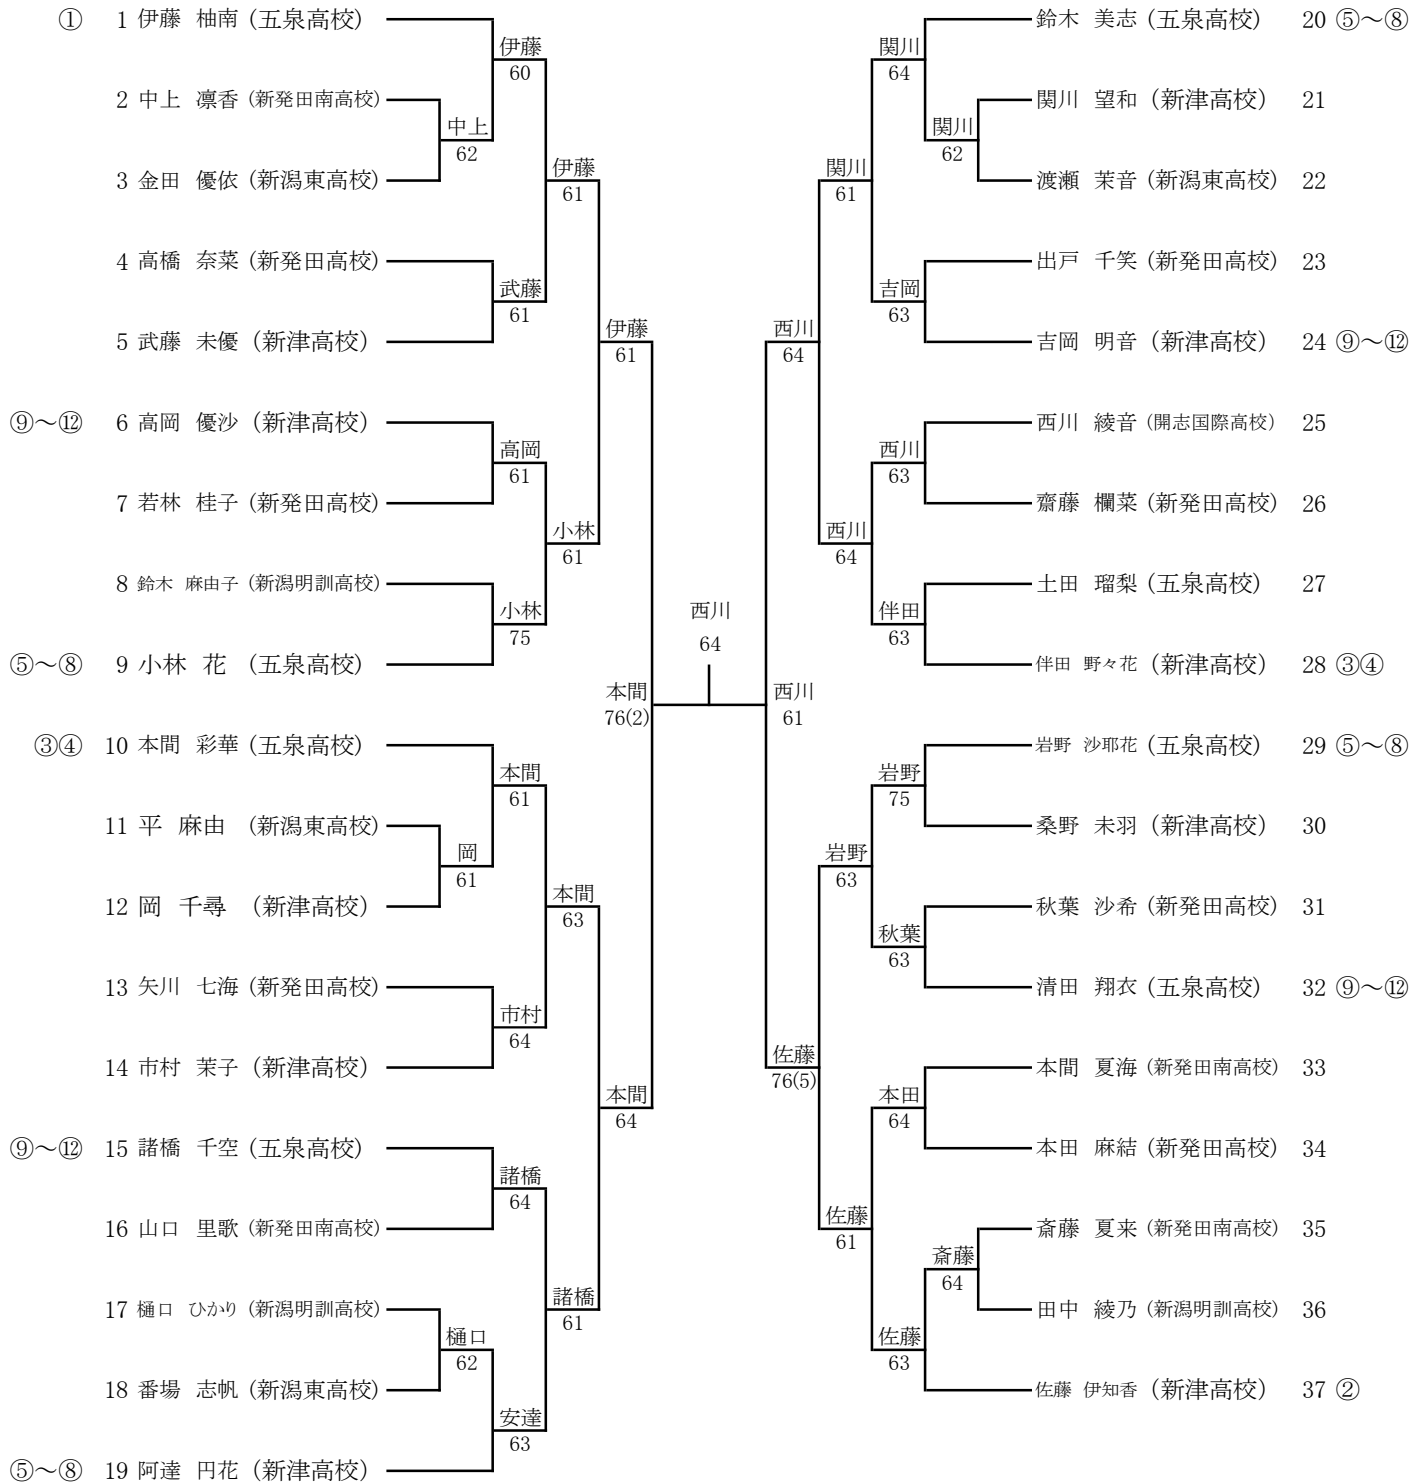 ① 1 伊藤 柚南 (五泉高校)
伊藤
60
2 中上 凛香 (新発田南高校)
中上
62
3 金田 優依 (新潟東高校)
伊藤
61
4 高橋 奈菜 (新発田高校)
武藤
61
5 武藤 未優 (新津高校)
伊藤
61
⑨～⑫ 6 高岡 優沙 (新津高校)
高岡
61
7 若林 桂子 (新発田高校)
小林
61
8 鈴木 麻由子 (新潟明訓高校)
小林
75
⑤～⑧ 9 小林 花 (五泉高校)
本間
76(2)
③④ 10 本間 彩華 (五泉高校)
本間
61
11 平 麻由 (新潟東高校)
岡
61
12 岡 千尋 (新津高校)
本間
63
13 矢川 七海 (新発田高校)
市村
64
14 市村 茉子 (新津高校)
本間
64
⑨～⑫ 15 諸橋 千空 (五泉高校)
諸橋
64
16 山口 里歌 (新発田南高校)
諸橋
61
17 樋口 ひかり (新潟明訓高校)
樋口
62
18 番場 志帆 (新潟東高校)
安達
63
⑤～⑧ 19 阿達 円花 (新津高校)
西川
64
鈴木 美志 (五泉高校) 20 ⑤～⑧
関川
64
関川 望和 (新津高校) 21
関川
62
渡瀬 茉音 (新潟東高校) 22
関川
61
出戸 千笑 (新発田高校) 23
吉岡
63
吉岡 明音 (新津高校) 24 ⑨～⑫
西川
64
西川 綾音 (開志国際高校) 25
西川
63
齋藤 欄菜 (新発田高校) 26
西川
64
土田 瑠梨 (五泉高校) 27
伴田
63
伴田 野々花 (新津高校) 28 ③④
西川
61
岩野 沙耶花 (五泉高校) 29 ⑤～⑧
岩野
75
桑野 未羽 (新津高校) 30
岩野
63
秋葉 沙希 (新発田高校) 31
秋葉
63
清田 翔衣 (五泉高校) 32 ⑨～⑫
佐藤
76(5)
本間 夏海 (新発田南高校) 33
本田
64
本田 麻結 (新発田高校) 34
佐藤
61
斎藤 夏来 (新発田南高校) 35
斎藤
64
田中 綾乃 (新潟明訓高校) 36
佐藤
63
佐藤 伊知香 (新津高校) 37 ②